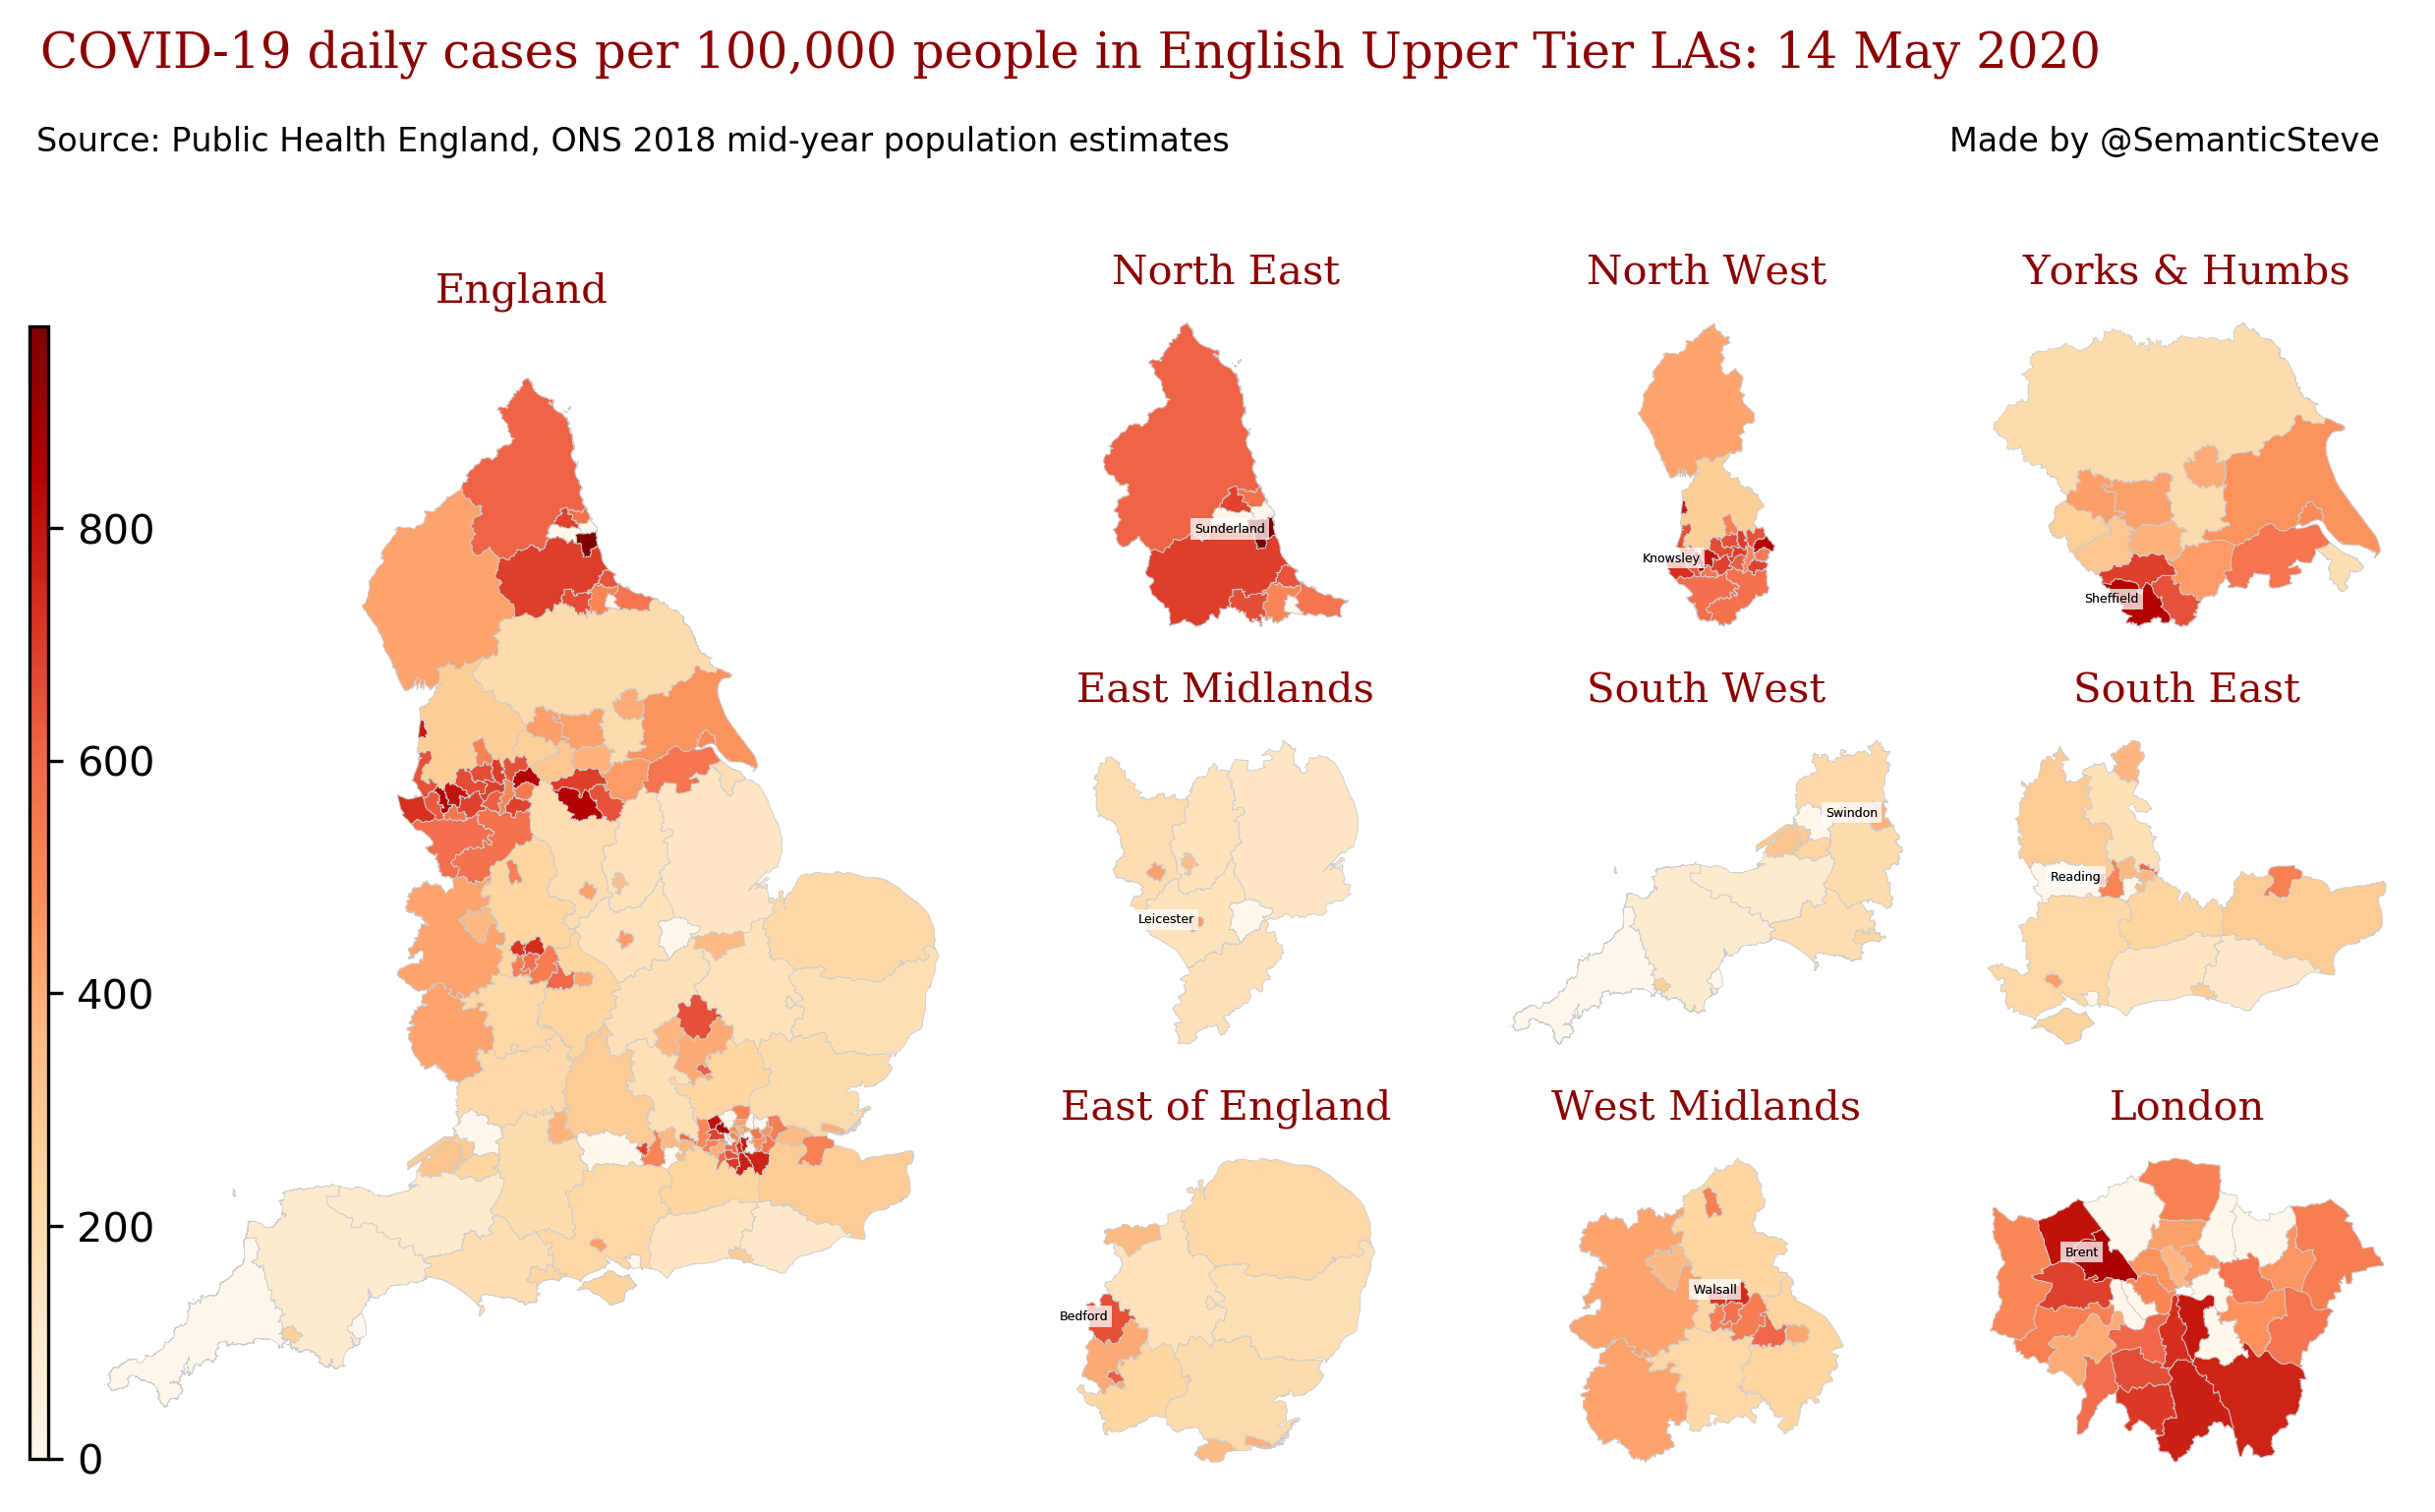 COVID-19 daily cases per 100,000 people in English Upper Tier LAs: 14 May 2020
Source: Public Health England, ONS 2018 mid-year population estimates
Made by @SemanticSteve
England
800
600
400
200
0
North East
Sunderland
North West
Knowsley
Yorks & Humbs
Sheffield
East Midlands
Leicester
South West
Swindon
South East
Reading
East of England
Bedford
West Midlands
Walsall
London
Brent